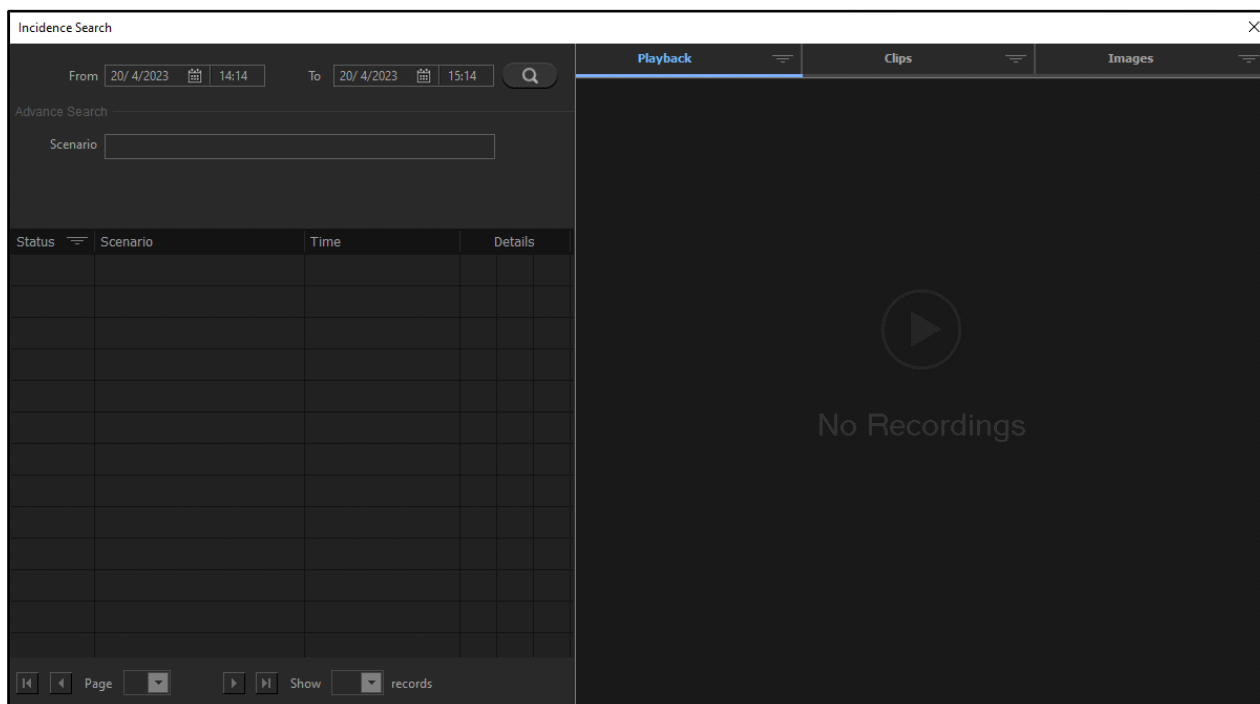 Incidence Search
From 20/ 4/2023 14:14 To 20/ 4/2023 15:14
Advance Search
Scenario
Status Scenario Time Details
Page Show records
Playback Clips Images
No Recordings